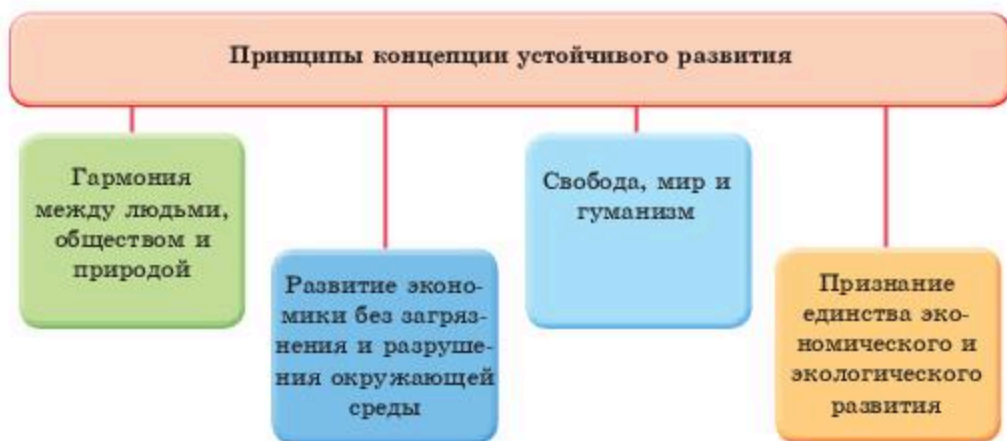 Принципы концепции устойчивого развития
Гармония
между людьми,
обществом и
природой
Развитие эконо-
мики без загряз-
нения и разруше-
ния окружающей
среды
Свобода, мир и
гуманизм
Признание
единства эко-
номического и
экологического
развития